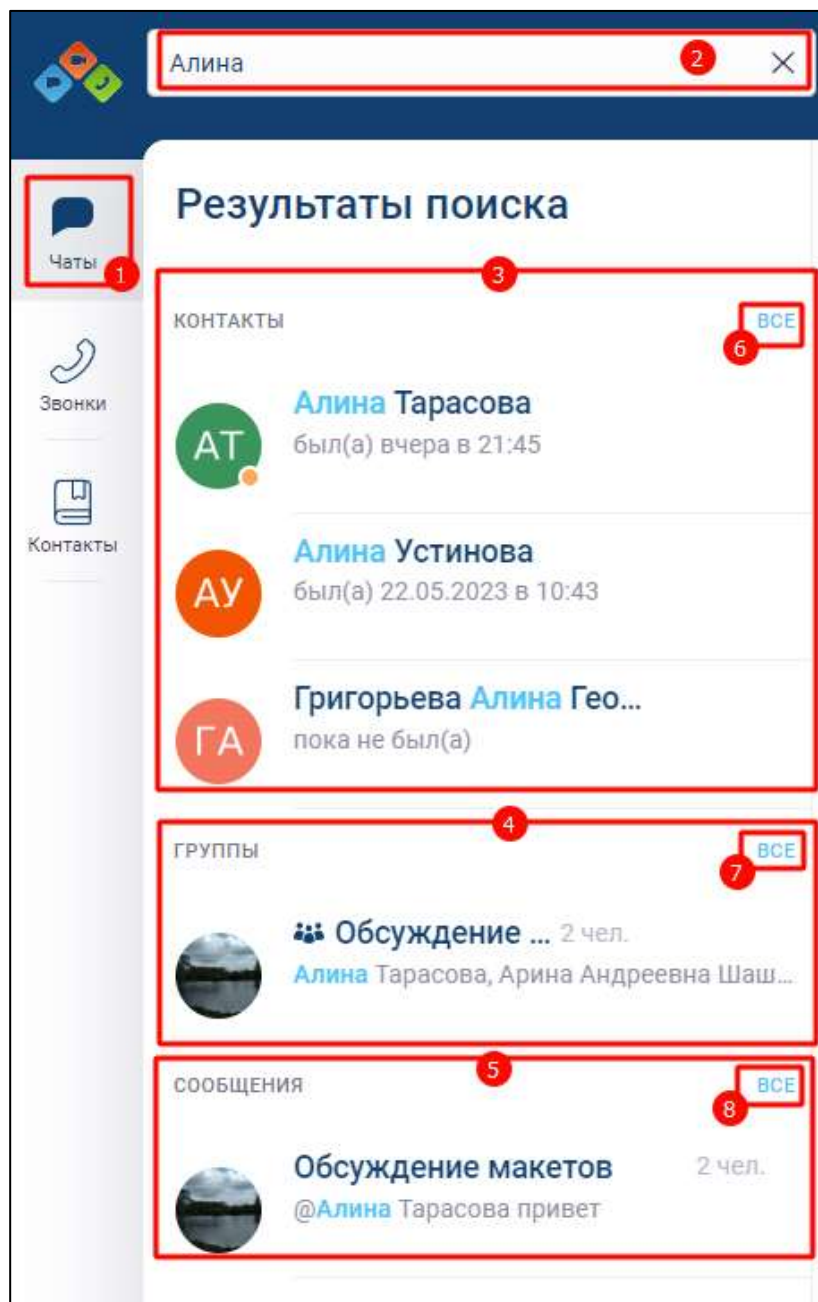 Алина
2
Результаты поиска
Чаты
1
3
КОНТАКТЫ
ВСЕ
6
Звонки
АТ
Алина Тарасова
был(а) вчера в 21:45
Контакты
АУ
Алина Устинова
был(а) 22.05.2023 в 10:43
ГА
Григорьева Алина Гео...
пока не был(а)
4
ГРУППЫ
ВСЕ
7
Обсуждение ... 2 чел.
Алина Тарасова, Арина Андреевна Шаш...
5
СООБЩЕНИЯ
ВСЕ
8
Обсуждение макетов 2 чел.
@Алина Тарасова привет